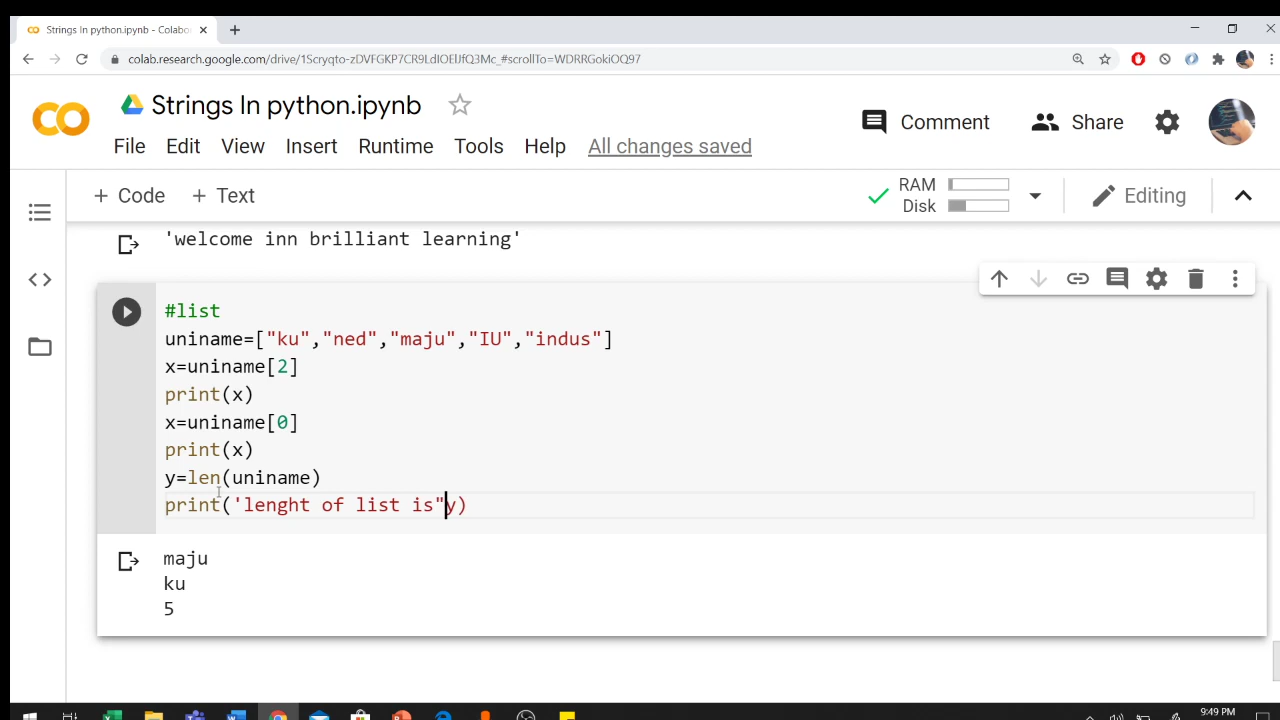 Strings In python.ipynb - Colabo
colab.research.google.com/drive/1Scryqto-zDVFGKP7CR9LdIOElJfQ3Mc_#scrollTo=WDRRGokiOQ97
Strings In python.ipynb
Comment
Share
File Edit View Insert Runtime Tools Help All changes saved
+ Code + Text
RAM
Disk
Editing
'welcome inn brilliant learning'
#list
uniname=["ku","ned","maju","IU","indus"]
x=uniname[2]
print(x)
x=uniname[0]
print(x)
y=len(uniname)
print('lenght of list is"y)
maju
ku
5
9:49 PM